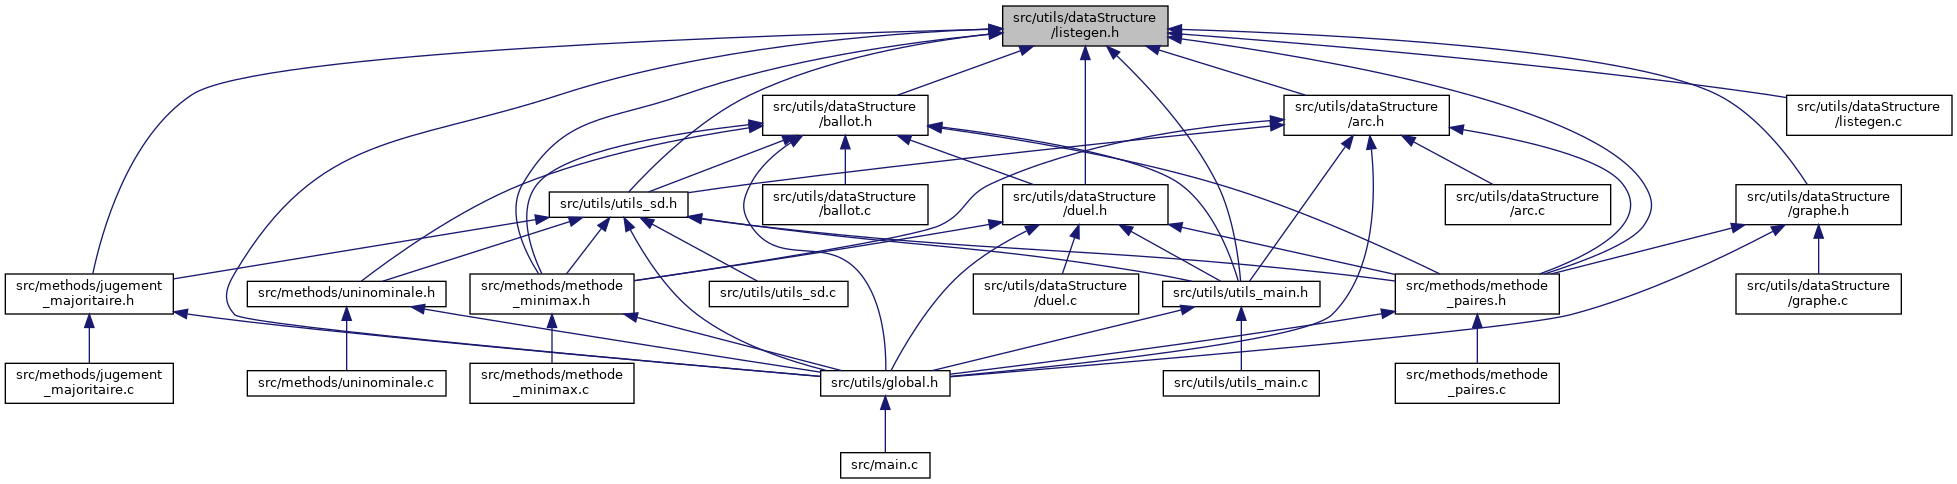 src/utils/dataStructure
/listegen.h
src/utils/dataStructure
/ballot.h
src/utils/dataStructure
/arc.h
src/utils/dataStructure
/listegen.c
src/utils/utils_sd.h
src/utils/dataStructure
/ballot.c
src/utils/dataStructure
/duel.h
src/utils/dataStructure
/arc.c
src/utils/dataStructure
/graphe.h
src/methods/jugement
_majoritaire.h
src/methods/uninominale.h
src/methods/methode
_minimax.h
src/utils/utils_sd.c
src/utils/dataStructure
/duel.c
src/utils/utils_main.h
src/methods/methode
_paires.h
src/utils/dataStructure
/graphe.c
src/methods/jugement
_majoritaire.c
src/methods/uninominale.c
src/methods/methode
_minimax.c
src/utils/global.h
src/utils/utils_main.c
src/methods/methode
_paires.c
src/main.c